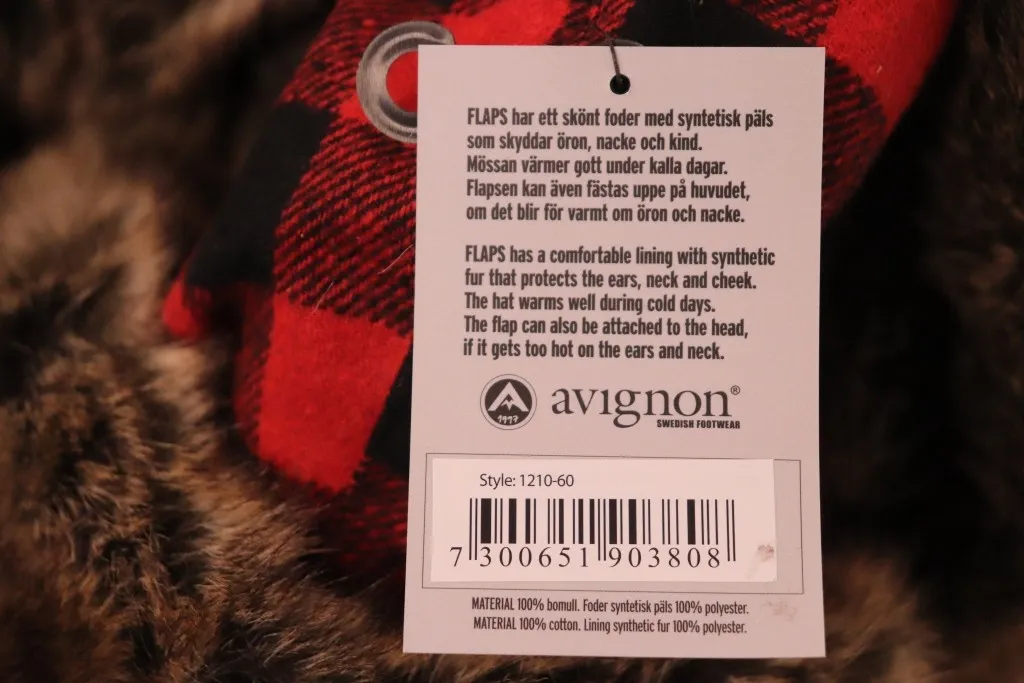 FLAPS har ett skönt foder med syntetisk päls
som skyddar öron, nacke och kind.
Mössan värmer gott under kalla dagar.
Flapsen kan även fästas uppe på huvudet,
om det blir för varmt om öron och nacke.
FLAPS has a comfortable lining with synthetic
fur that protects the ears, neck and cheek.
The hat warms well during cold days.
The flap can also be attached to the head,
if it gets too hot on the ears and neck.
1977
avignon®
SWEDISH FOOTWEAR
Style: 1210-60
7 300651 903808
MATERIAL 100% bomull. Foder syntetisk päls 100% polyester.
MATERIAL 100% cotton. Lining synthetic fur 100% polyester.